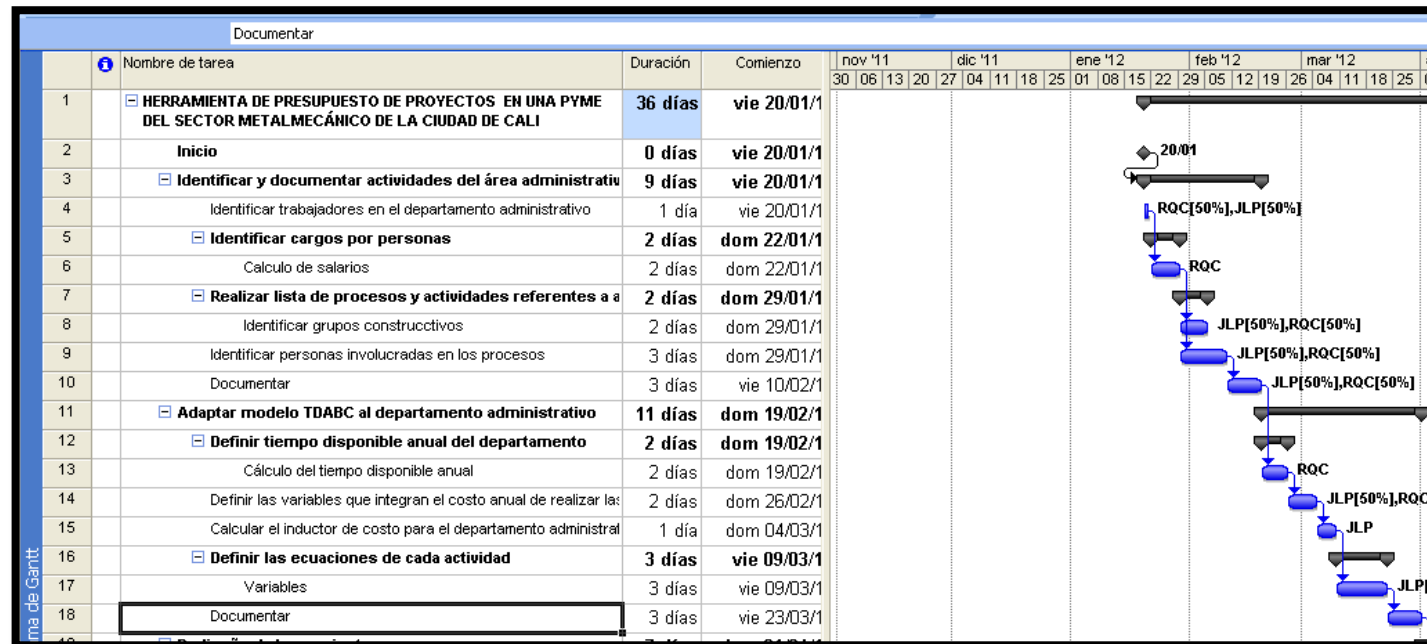 Documentar
Nombre de tarea Duración Comienzo nov '11 dic '11 ene '12 feb '12 mar '12
30 06 13 20 27 04 11 18 25 01 08 15 22 29 05 12 19 26 04 11 18 25
1 HERRAMIENTA DE PRESUPUESTO DE PROYECTOS EN UNA PYME 36 días vie 20/01/1
DEL SECTOR METALMECÁNICO DE LA CIUDAD DE CALI
2 Inicio 0 días vie 20/01/1 20/01
3 Identificar y documentar actividades del área administrativ 9 días vie 20/01/1
4 Identificar trabajadores en el departamento administrativo 1 día vie 20/01/1 RQC[50%],JLP[50%]
5 Identificar cargos por personas 2 días dom 22/01/1
6 Calculo de salarios 2 días dom 22/01/1 RQC
7 Realizar lista de procesos y actividades referentes a a 2 días dom 29/01/1
8 Identificar grupos construcctivos 2 días dom 29/01/1 JLP[50%],RQC[50%]
9 Identificar personas involucradas en los procesos 3 días dom 29/01/1 JLP[50%],RQC[50%]
10 Documentar 3 días vie 10/02/1 JLP[50%],RQC[50%]
11 Adaptar modelo TDABC al departamento administrativo 11 días dom 19/02/1
12 Definir tiempo disponible anual del departamento 2 días dom 19/02/1
13 Cálculo del tiempo disponible anual 2 días dom 19/02/1 RQC
14 Definir las variables que integran el costo anual de realizar las 2 días dom 26/02/1 JLP[50%],RQC
15 Calcular el inductor de costo para el departamento administrat 1 día dom 04/03/1 JLP
16 Definir las ecuaciones de cada actividad 3 días vie 09/03/1
17 Variables 3 días vie 09/03/1 JLP[
18 Documentar 3 días vie 23/03/1
ma de Gantt